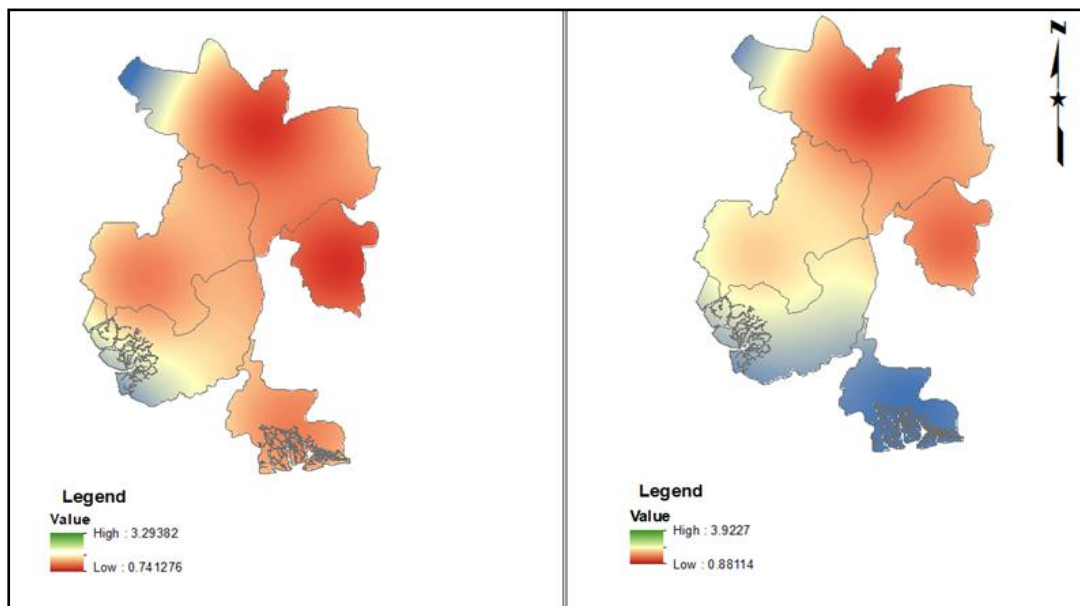 N
Legend
Value
High : 3.29382
Low : 0.741276
Legend
Value
High : 3.9227
Low : 0.88114